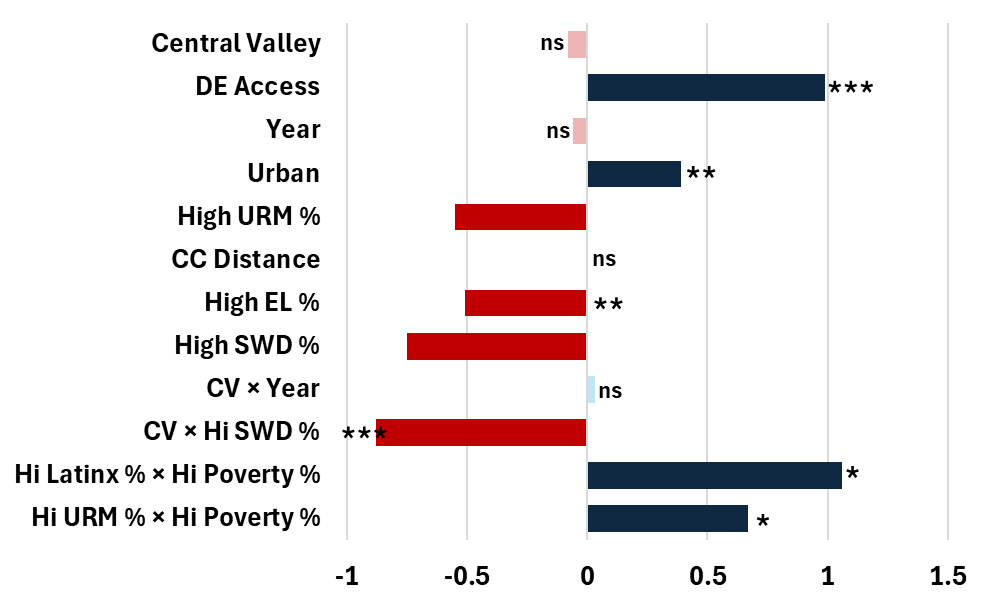 Central Valley ns
DE Access ***
Year ns
Urban **
High URM %
CC Distance ns
High EL % **
High SWD %
CV × Year ns
CV × Hi SWD % ***
Hi Latinx % × Hi Poverty % *
Hi URM % × Hi Poverty % *
-1 -0.5 0 0.5 1 1.5